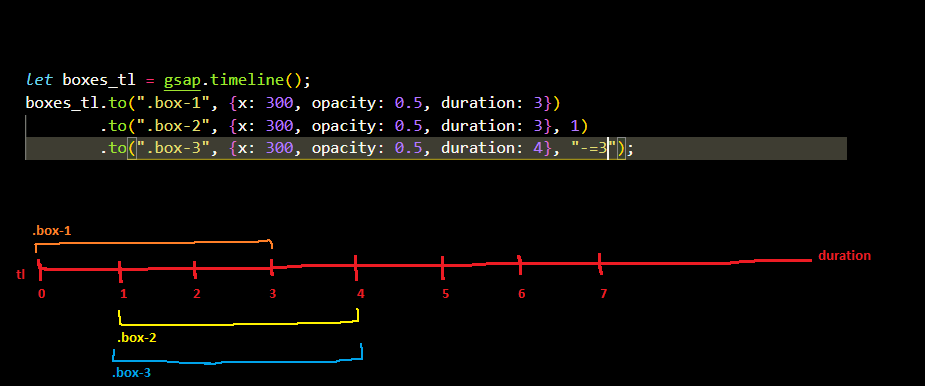 let boxes_tl = gsap.timeline();
boxes_tl.to(".box-1", {x: 300, opacity: 0.5, duration: 3})
.to(".box-2", {x: 300, opacity: 0.5, duration: 3}, 1)
.to(".box-3", {x: 300, opacity: 0.5, duration: 4}, "-=3");
.box-1
duration
tl
0 1 2 3 4 5 6 7
.box-2
.box-3